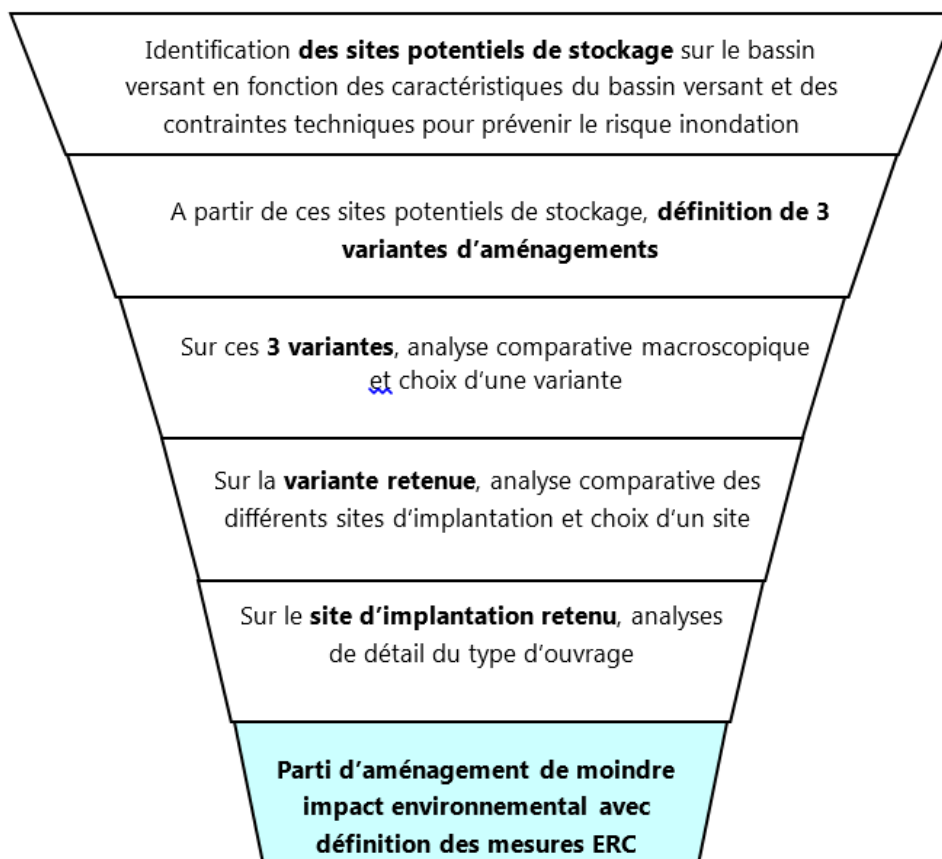 Identification des sites potentiels de stockage sur le bassin
versant en fonction des caractéristiques du bassin versant et des
contraintes techniques pour prévenir le risque inondation
A partir de ces sites potentiels de stockage, définition de 3
variantes d’aménagements
Sur ces 3 variantes, analyse comparative macroscopique
et choix d’une variante
Sur la variante retenue, analyse comparative des
différents sites d’implantation et choix d’un site
Sur le site d’implantation retenu, analyses
de détail du type d’ouvrage
Parti d’aménagement de moindre
impact environnemental avec
définition des mesures ERC